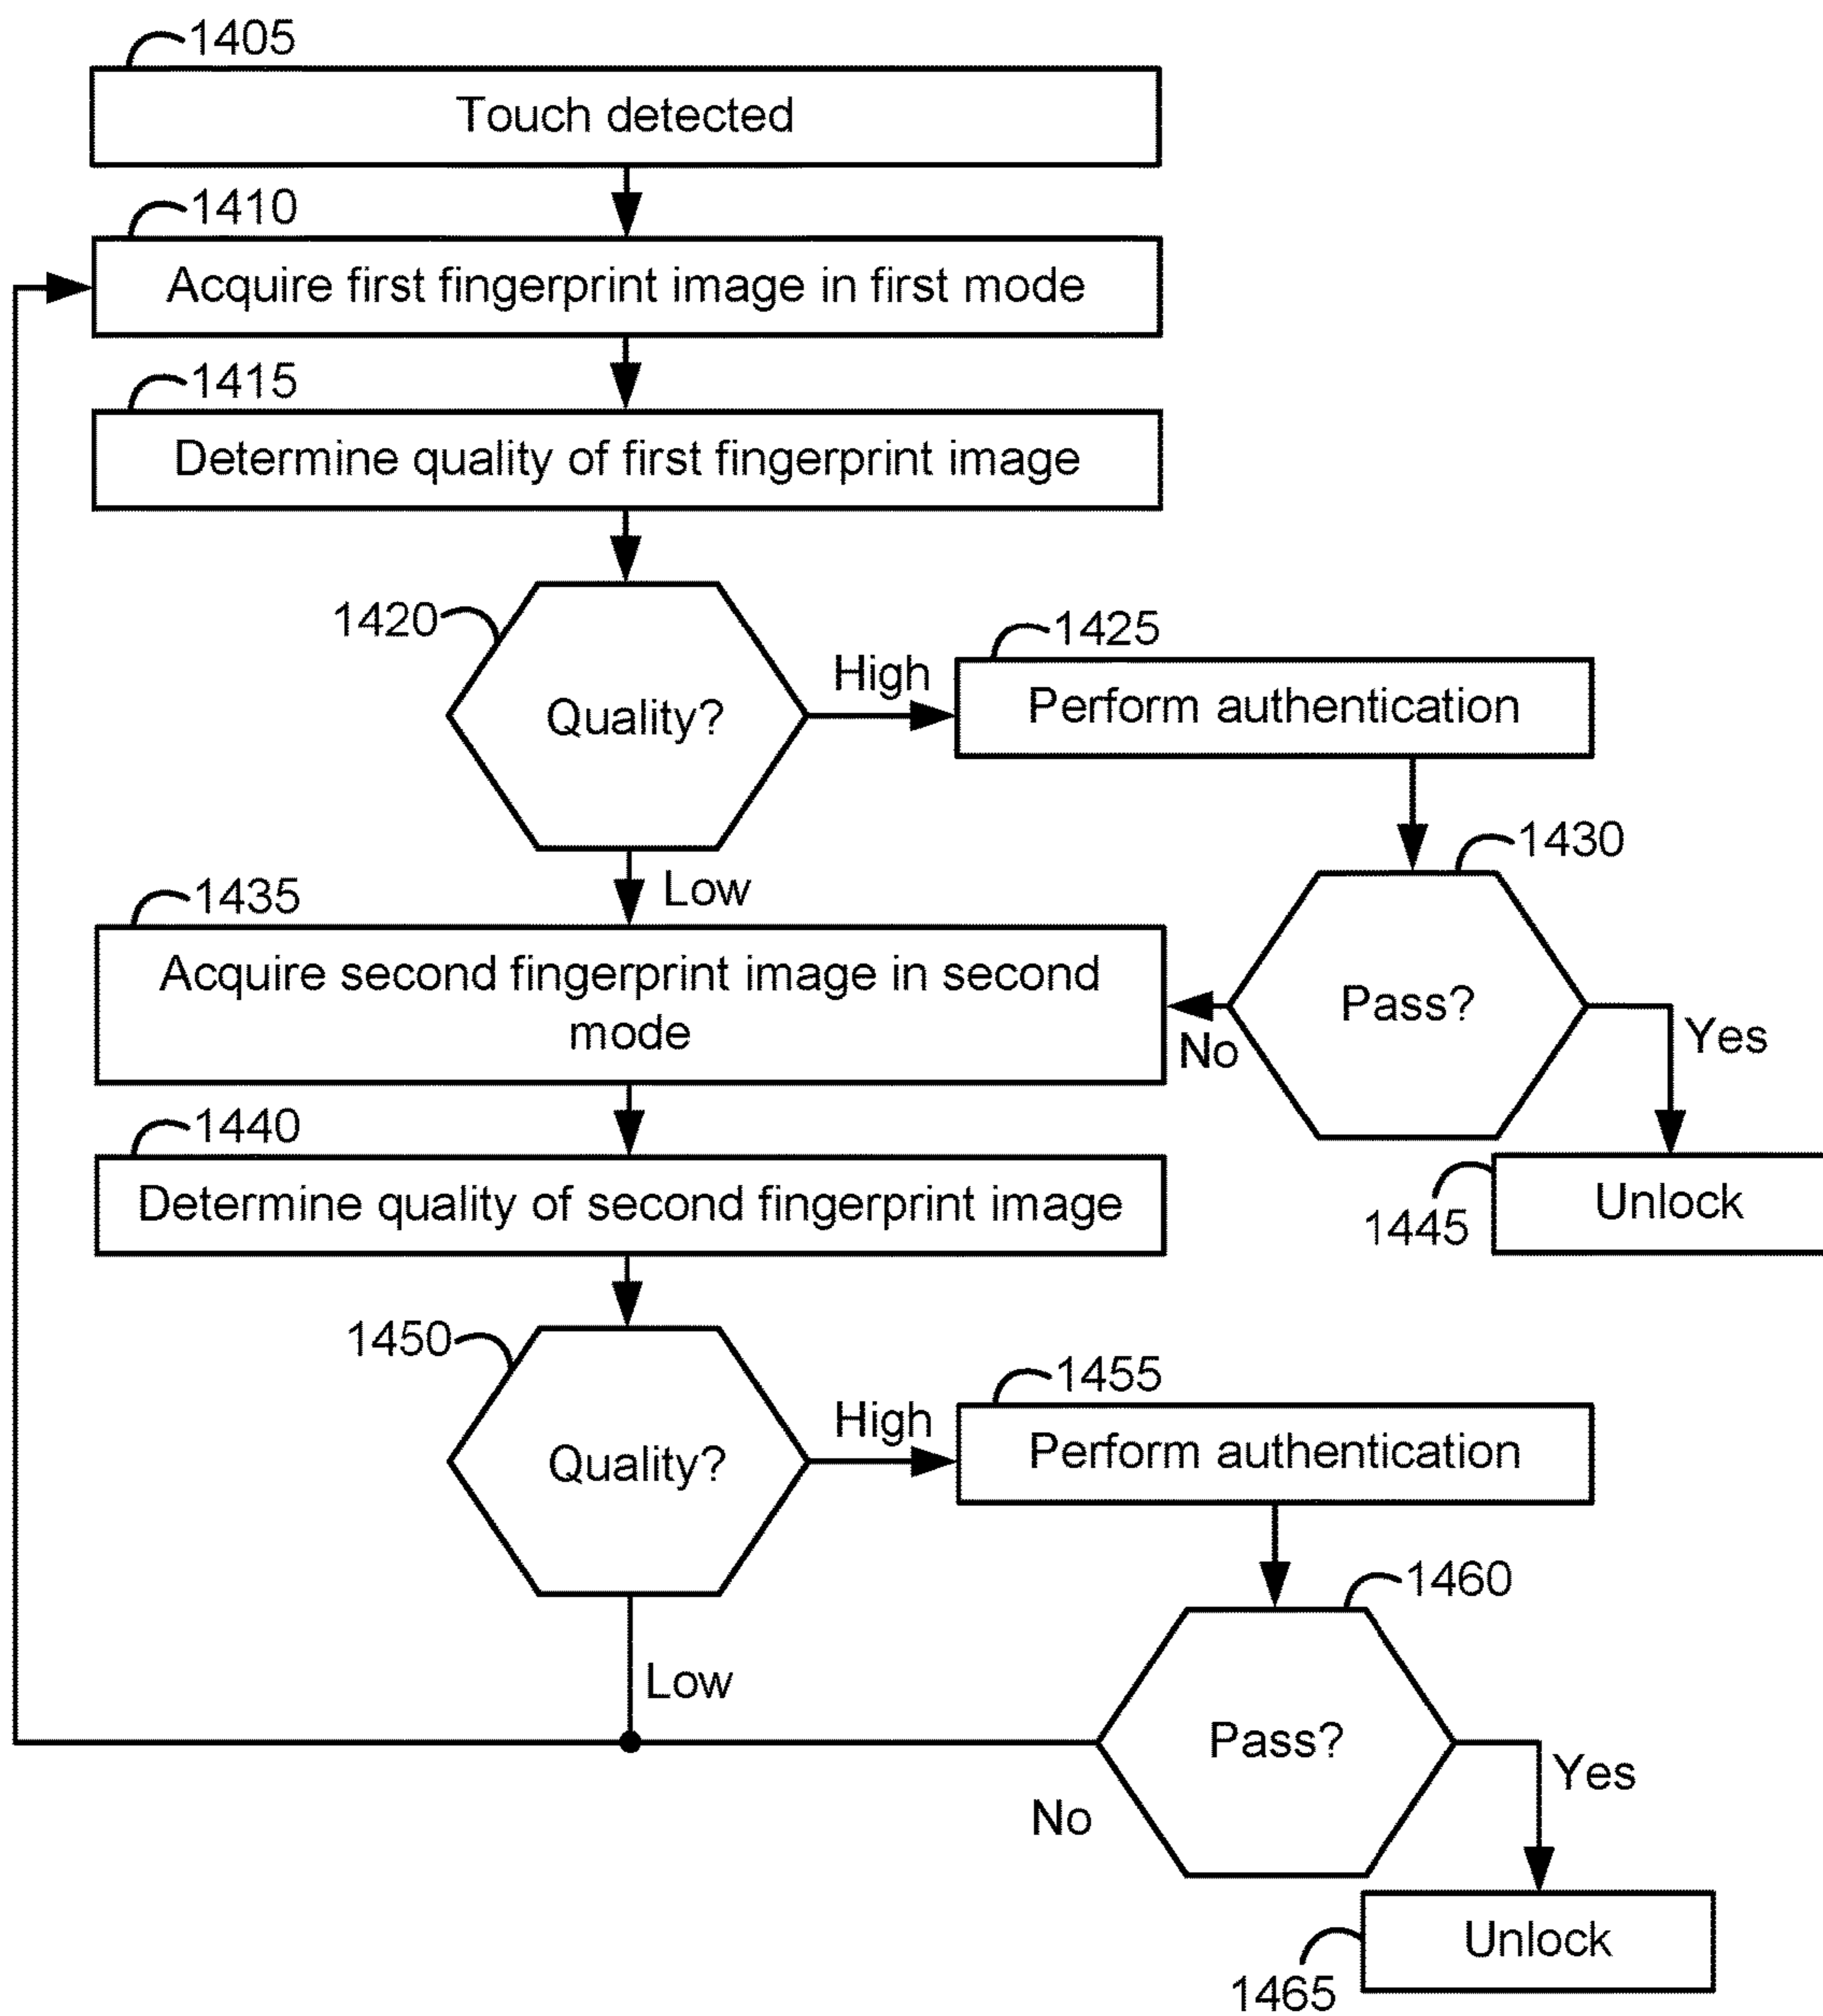 1405
Touch detected
1410
Acquire first fingerprint image in first mode
1415
Determine quality of first fingerprint image
1420
Quality?
High
1425
Perform authentication
Low
1430
Pass?
No
Yes
1435
Acquire second fingerprint image in second
mode
1440
Determine quality of second fingerprint image
1445
Unlock
1450
Quality?
High
1455
Perform authentication
Low
1460
Pass?
No
Yes
1465
Unlock